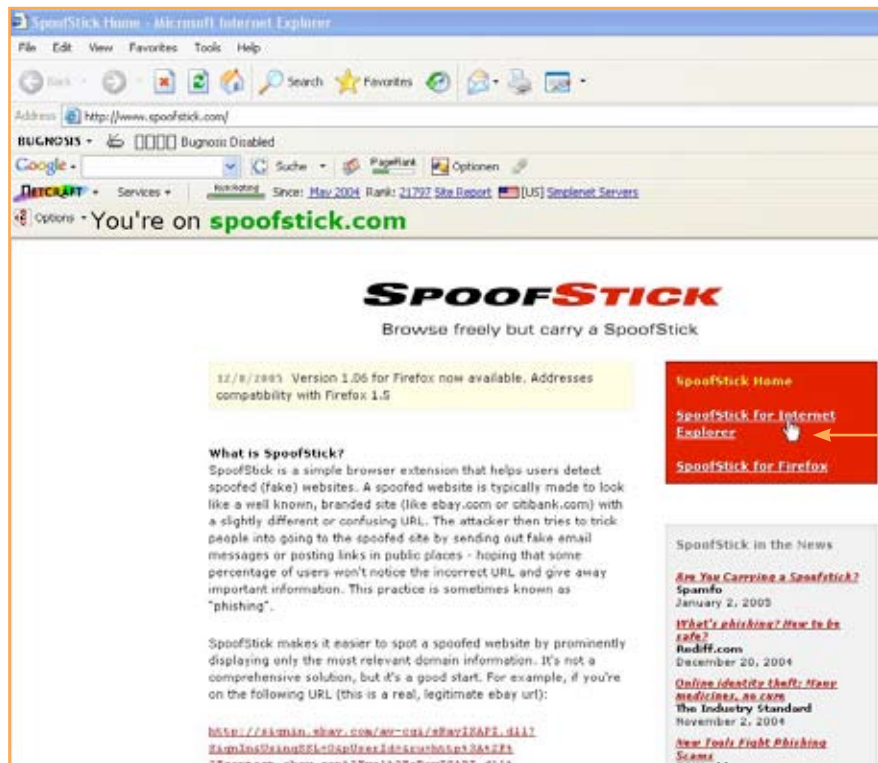 SpoofStick Home - Microsoft Internet Explorer
File Edit View Favorites Tools Help
Back Search Favorites
Address http://www.spoofstick.com/
BUGNOSIS Bugnosis Disabled
Google Suche PageRank Optionen
NETCRAFT Services Since: May 2004 Rank: 21797 Site Report [US] Simplenet Servers
Options You're on spoofstick.com
SPOOFSTICK
Browse freely but carry a SpoofStick
Version 1.06 for Firefox now available. Addresses
compatibility with Firefox 1.5
SpoofStick Home
SpoofStick for Internet
Explorer
SpoofStick for Firefox
What is SpoofStick?
SpoofStick is a simple browser extension that helps users detect
spoofed (fake) websites. A spoofed website is typically made to look
like a well known, branded site (like ebay.com or citibank.com) with
a slightly different or confusing URL. The attacker then tries to trick
people into going to the spoofed site by sending out fake email
messages or posting links in public places - hoping that some
percentage of users won't notice the incorrect URL and give away
important information. This practice is sometimes known as
"phishing".
SpoofStick makes it easier to spot a spoofed website by prominently
displaying only the most relevant domain information. It's not a
comprehensive solution, but it's a good start. For example, if you're
on the following URL (this is a real, legitimate ebay url):
SpoofStick in the News
Are You Carrying a Spoofstick?
Spamfo
January 2, 2005
What's phishing? How to be
safe?
Rediff.com
December 20, 2004
Online identity theft: Many
medicines, no cure
The Industry Standard
November 2, 2004
New Tools Fight Phishing
Scams